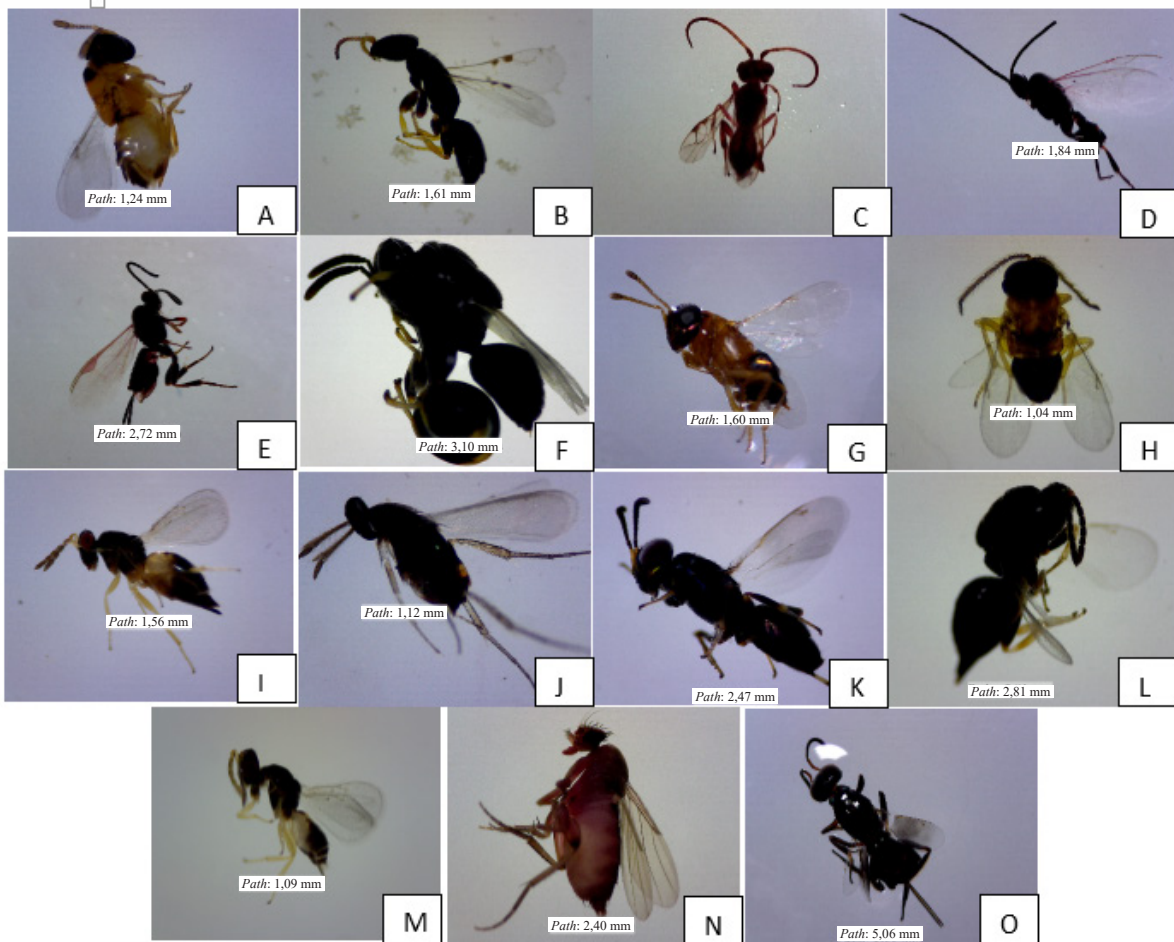 Path: 1,24 mm
A
Path: 1,61 mm
B
C
Path: 1,84 mm
D
Path: 2,72 mm
E
Path: 3,10 mm
F
Path: 1,60 mm
G
Path: 1,04 mm
H
Path: 1,56 mm
I
Path: 1,12 mm
J
Path: 2,47 mm
K
Path: 2,81 mm
L
Path: 1,09 mm
M
Path: 2,40 mm
N
Path: 5,06 mm
O